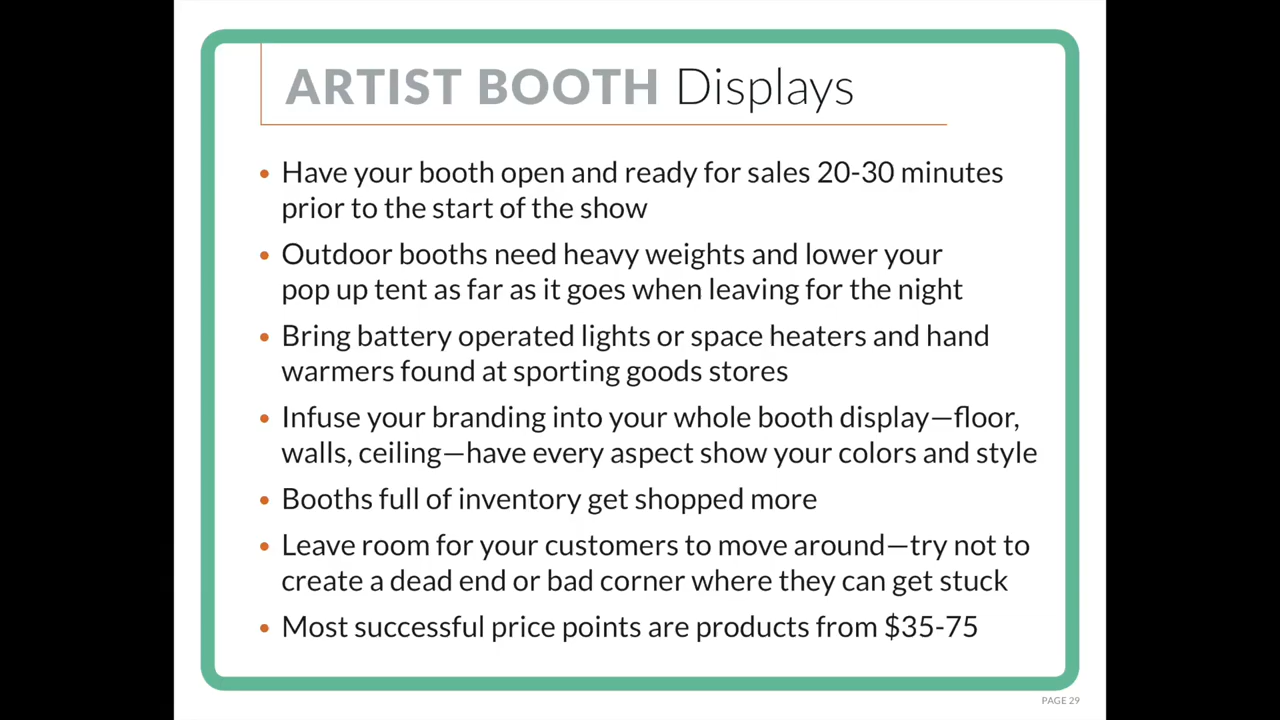 ARTIST BOOTH Displays
• Have your booth open and ready for sales 20-30 minutes
prior to the start of the show
• Outdoor booths need heavy weights and lower your
pop up tent as far as it goes when leaving for the night
• Bring battery operated lights or space heaters and hand
warmers found at sporting goods stores
• Infuse your branding into your whole booth display—floor,
walls, ceiling—have every aspect show your colors and style
• Booths full of inventory get shopped more
• Leave room for your customers to move around—try not to
create a dead end or bad corner where they can get stuck
• Most successful price points are products from $35-75
PAGE 29